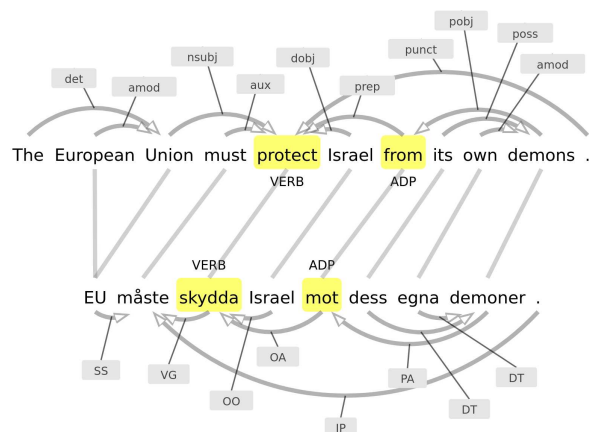 pobj
punct
poss
nsubj
dobj
amod
det
amod
aux
prep
The European Union must protect Israel from its own demons .
VERB
ADP
VERB
ADP
EU måste skydda Israel mot dess egna demoner .
OA
SS
VG
PA
DT
OO
DT
IP